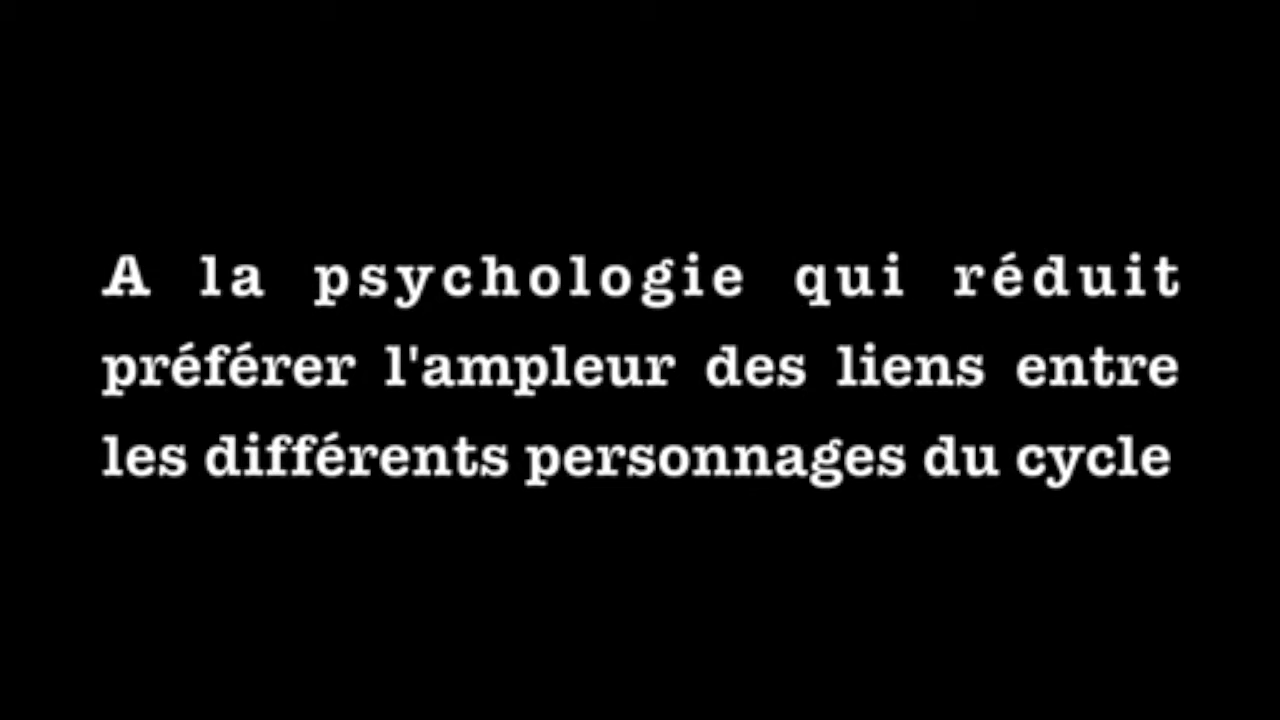 A la psychologie qui réduit
préférer l'ampleur des liens entre
les différents personnages du cycle